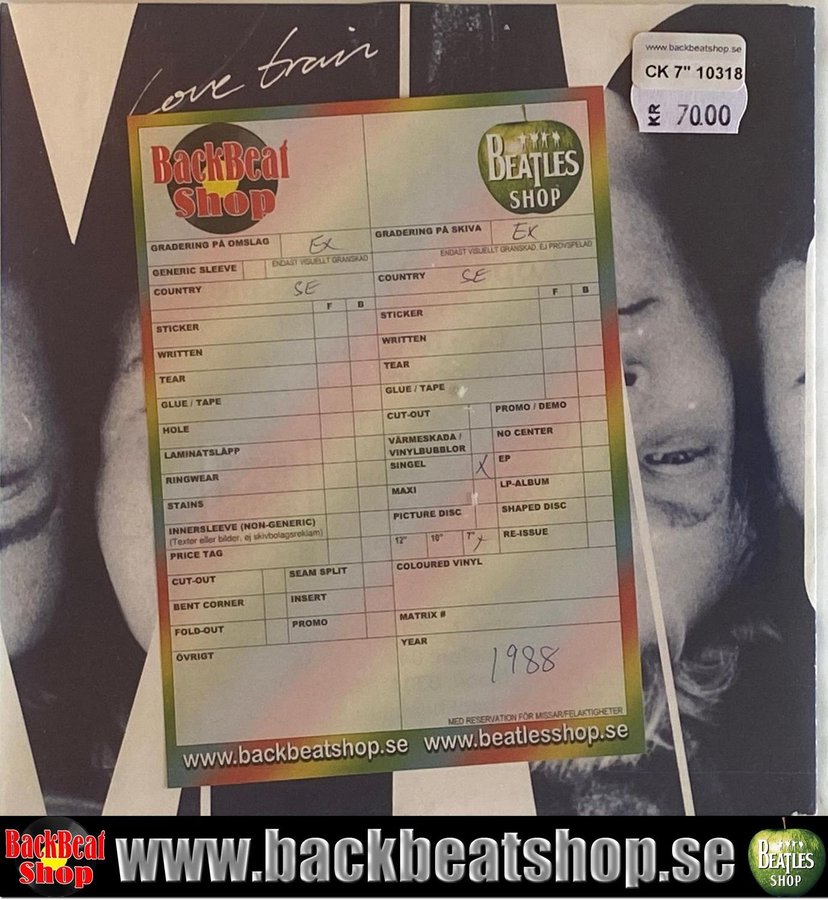 Love train
www.backbeatshop.se
CK 7" 10318
KR 70.00
BackBeat
Shop
BEATLES
SHOP
GRADERING PÅ OMSLAG EX
ENDAST VISUELLT GRANSKAD
GENERIC SLEEVE
COUNTRY SE
F B
STICKER
WRITTEN
TEAR
GLUE / TAPE
HOLE
LAMINATSLÄPP
RINGWEAR
STAINS
INNERSLEEVE (NON-GENERIC)
(Texter eller bilder, ej skivbolagsreklam)
PRICE TAG
CUT-OUT SEAM SPLIT
BENT CORNER INSERT
FOLD-OUT PROMO
ÖVRIGT
GRADERING PÅ SKIVA EX
ENDAST VISUELLT GRANSKAD, EJ PROVSPELAD
COUNTRY SE
F B
STICKER
WRITTEN
TEAR
GLUE / TAPE
CUT-OUT PROMO / DEMO
VÄRMESKADA / NO CENTER
VINYLBUBBLOR
SINGEL X EP
MAXI LP-ALBUM
PICTURE DISC SHAPED DISC
12" 10" 7" X RE-ISSUE
COLOURED VINYL
MATRIX #
YEAR
1988
MED RESERVATION FÖR MISSAR/FELAKTIGHETER
www.backbeatshop.se www.beatlesshop.se
BackBeat
Shop
www.backbeatshop.se
BEATLES
SHOP